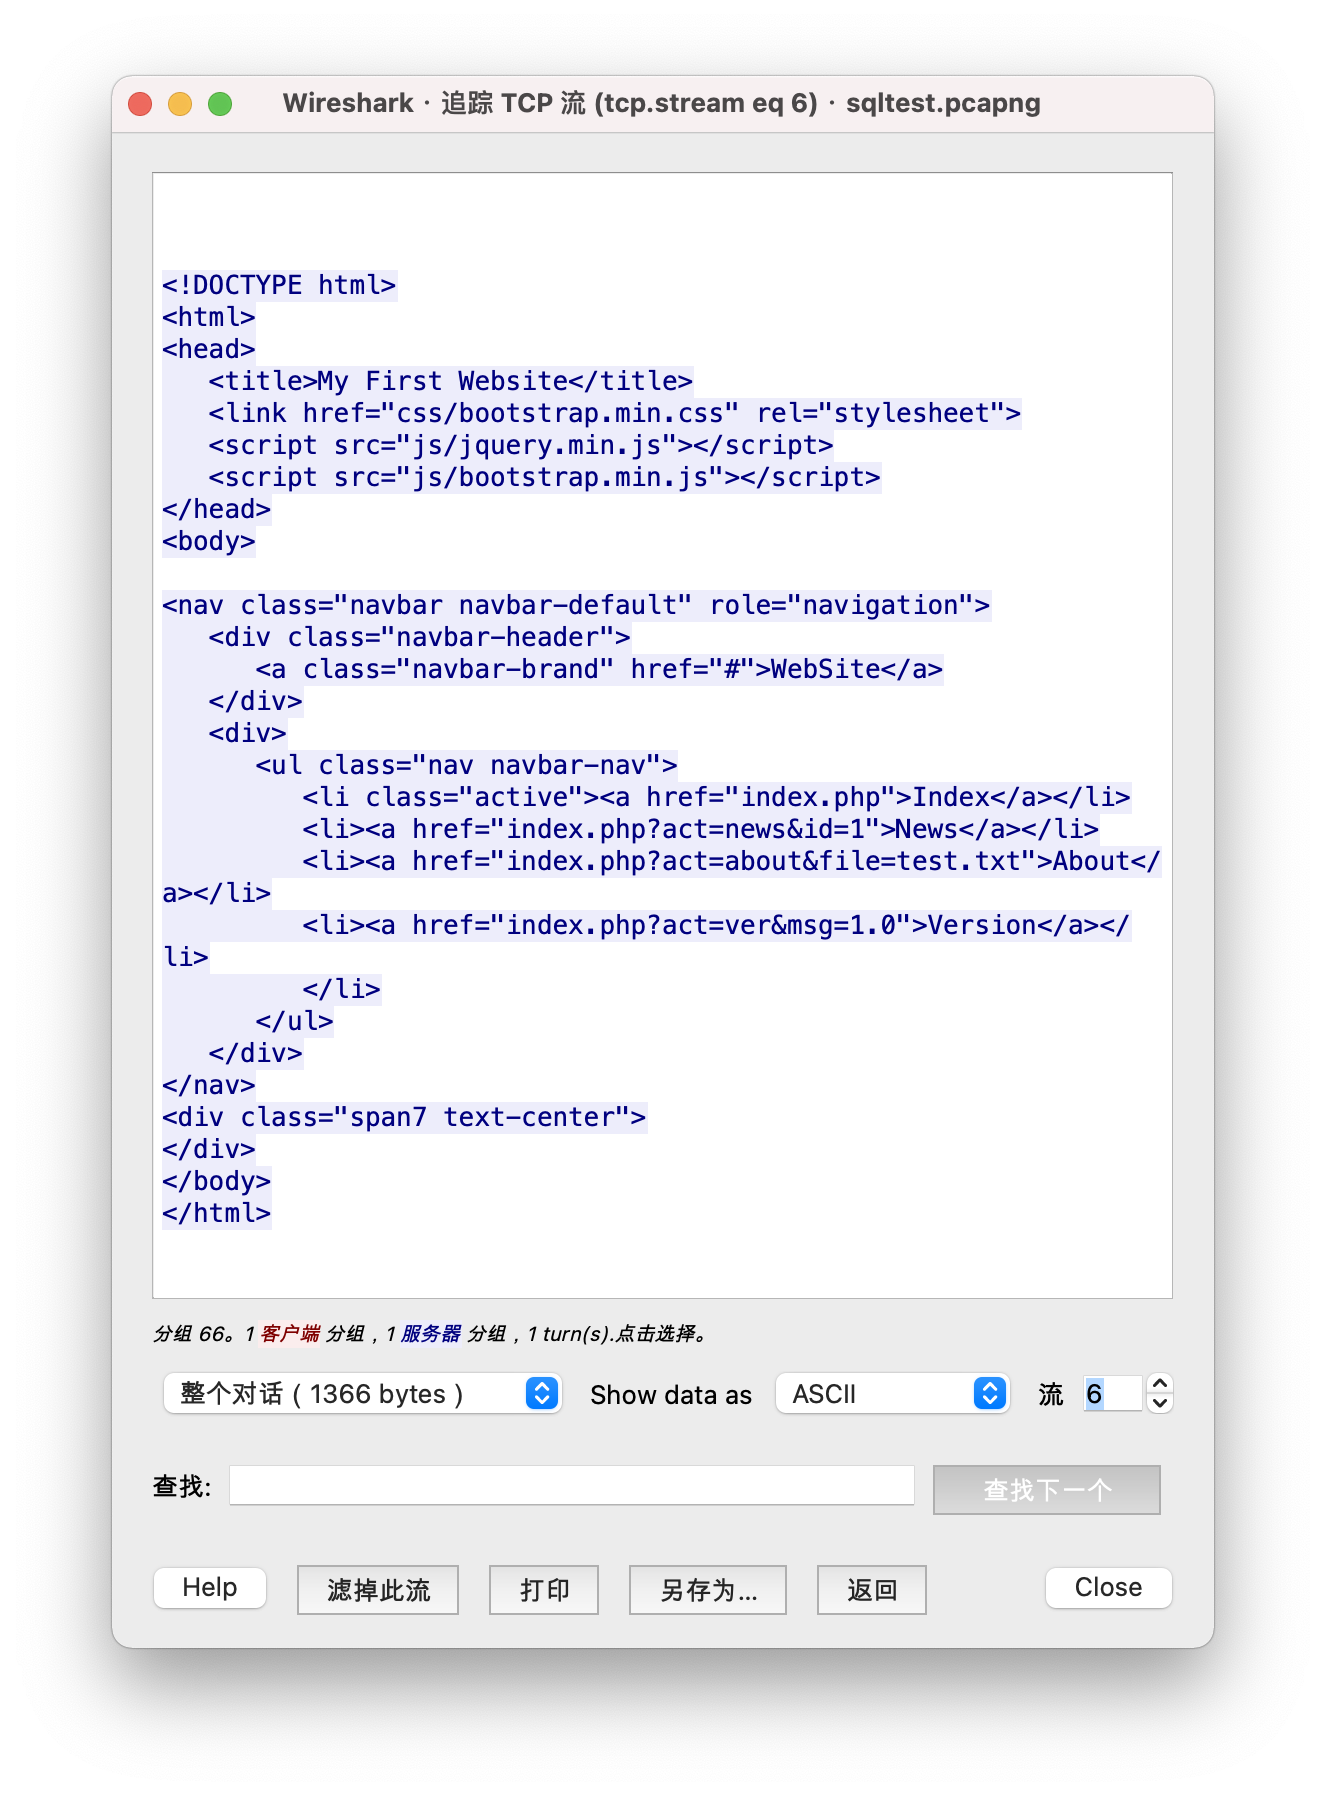 Wireshark · 追踪 TCP 流 (tcp.stream eq 6) · sqltest.pcapng
<!DOCTYPE html>
<html>
<head>
   <title>My First Website</title>
   <link href="css/bootstrap.min.css" rel="stylesheet">
   <script src="js/jquery.min.js"></script>
   <script src="js/bootstrap.min.js"></script>
</head>
<body>
<nav class="navbar navbar-default" role="navigation">
   <div class="navbar-header">
      <a class="navbar-brand" href="#">WebSite</a>
   </div>
   <div>
      <ul class="nav navbar-nav">
         <li class="active"><a href="index.php">Index</a></li>
         <li><a href="index.php?act=news&id=1">News</a></li>
         <li><a href="index.php?act=about&file=test.txt">About</
a></li>
         <li><a href="index.php?act=ver&msg=1.0">Version</a></
li>
         </li>
      </ul>
   </div>
</nav>
<div class="span7 text-center">
</div>
</body>
</html>
分组 66。1 客户端 分组，1 服务器 分组，1 turn(s).点击选择。
整个对话（1366 bytes） Show data as ASCII 流 6
查找: 查找下一个
Help 滤掉此流 打印 另存为... 返回 Close